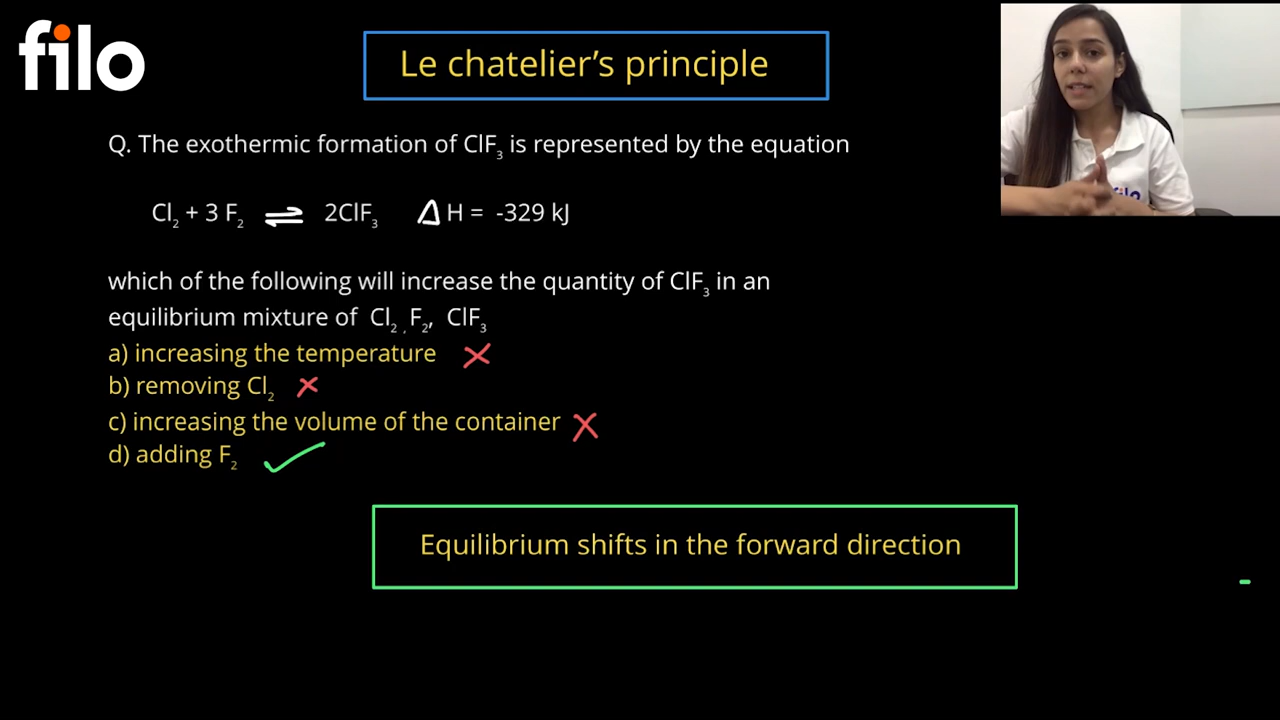 filo
Le chatelier's principle
Q. The exothermic formation of ClF₃ is represented by the equation
Cl₂ + 3 F₂ ⇌ 2ClF₃ Δ H = -329 kJ
which of the following will increase the quantity of ClF₃ in an
equilibrium mixture of Cl₂ , F₂, ClF₃
a) increasing the temperature
b) removing Cl₂
c) increasing the volume of the container
d) adding F₂
Equilibrium shifts in the forward direction
filo